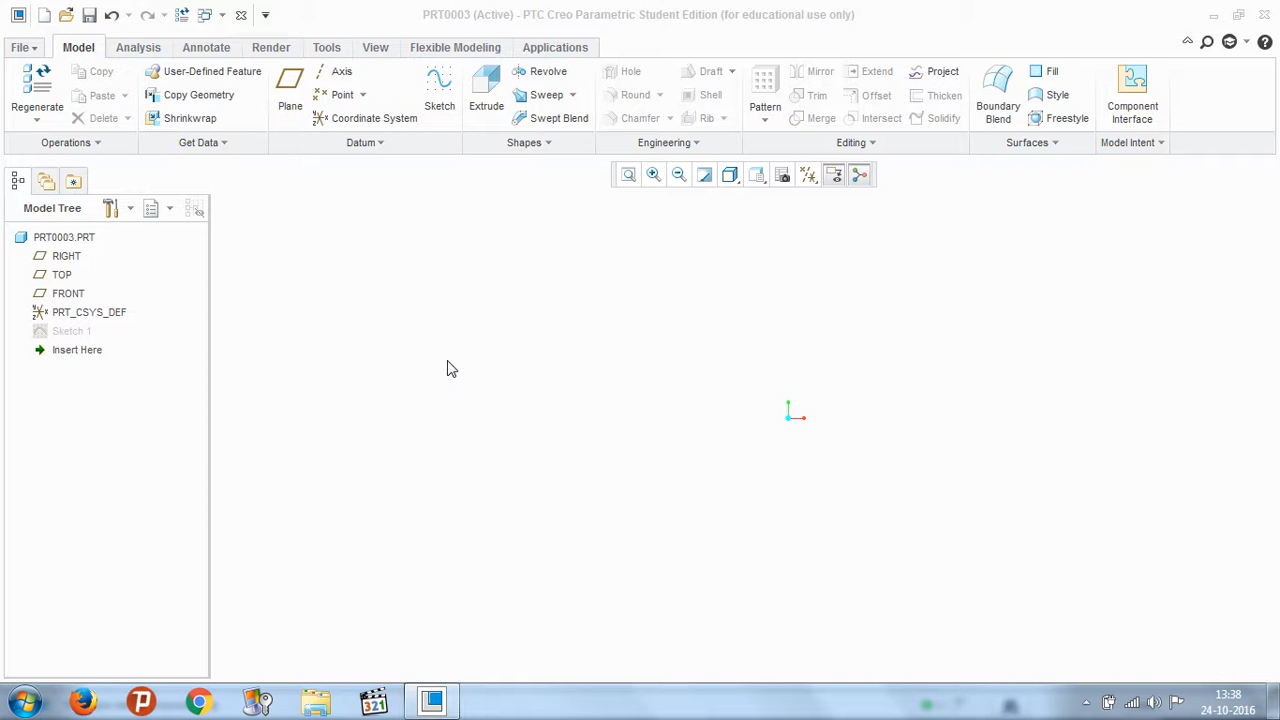 PRT0003 (Active) - PTC Creo Parametric Student Edition (for educational use only)
File Model Analysis Annotate Render Tools View Flexible Modeling Applications
Regenerate
Copy
Paste
Delete
Operations
User-Defined Feature
Copy Geometry
Shrinkwrap
Get Data
Plane
Axis
Point
Coordinate System
Sketch
Datum
Extrude
Revolve
Sweep
Swept Blend
Shapes
Hole
Round
Chamfer
Draft
Shell
Rib
Engineering
Pattern
Mirror
Trim
Merge
Extend
Offset
Intersect
Project
Thicken
Solidify
Editing
Boundary
Blend
Fill
Style
Freestyle
Surfaces
Component
Interface
Model Intent
Model Tree
PRT0003.PRT
RIGHT
TOP
FRONT
PRT_CSYS_DEF
Sketch 1
Insert Here
321
13:38
24-10-2016